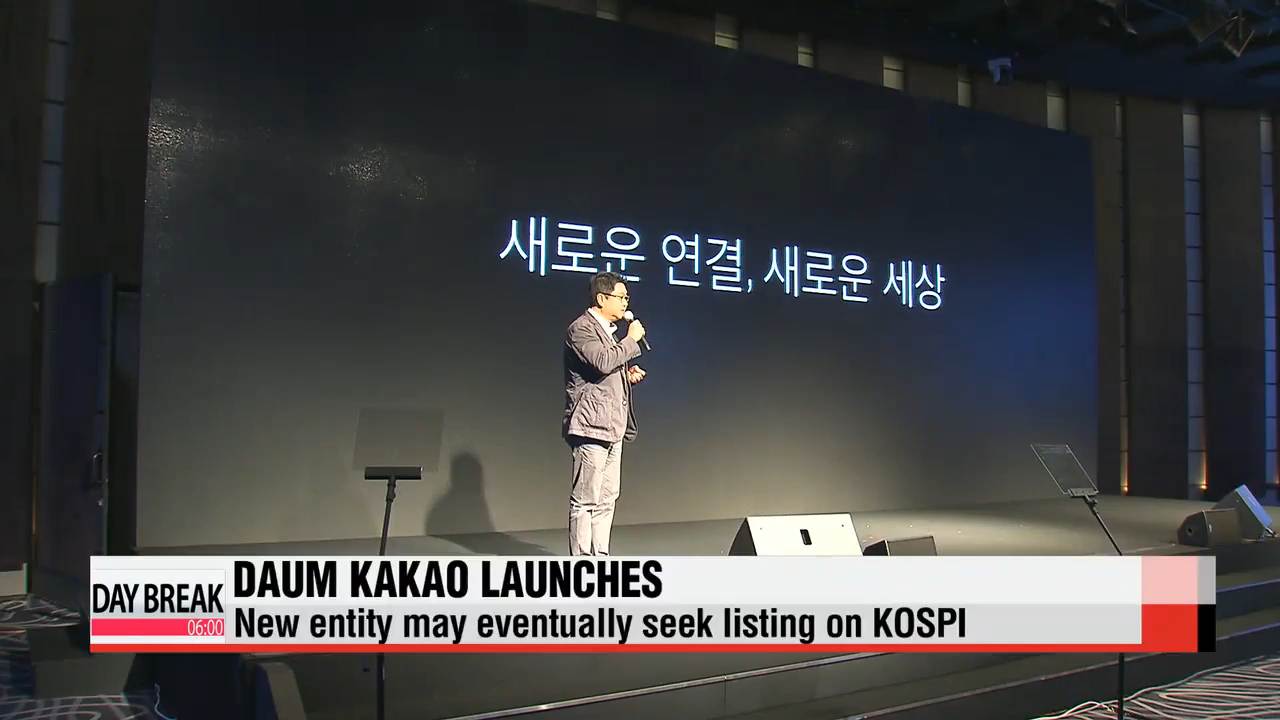 새로운 연결, 새로운 세상
DAY BREAK
06:00
DAUM KAKAO LAUNCHES
New entity may eventually seek listing on KOSPI